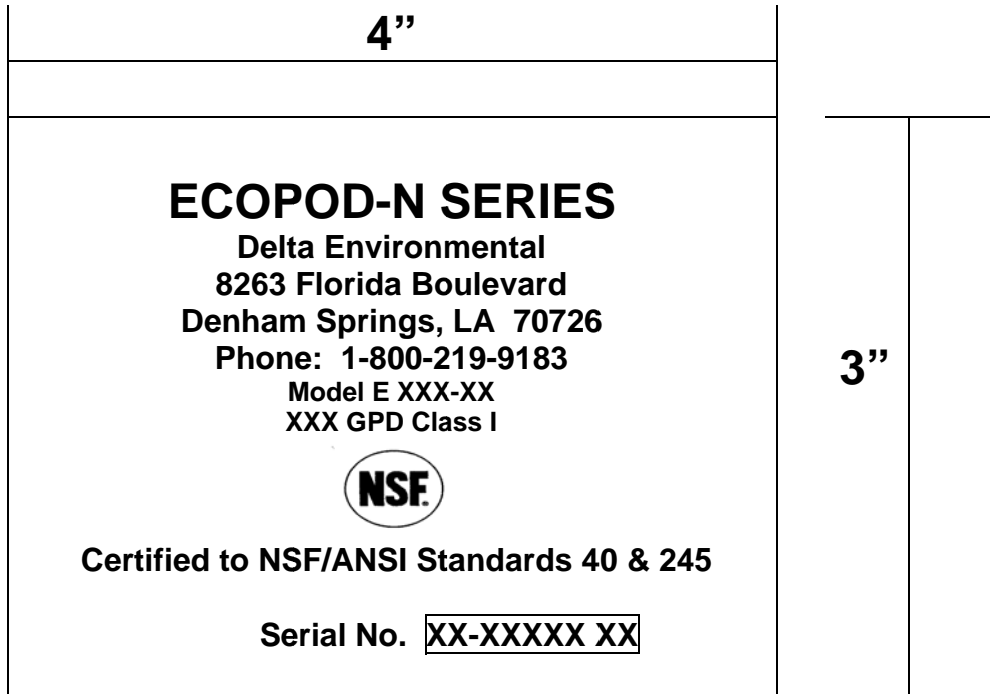 4”
ECOPOD-N SERIES
Delta Environmental
8263 Florida Boulevard
Denham Springs, LA  70726
Phone:  1-800-219-9183
3”
Model E XXX-XX
XXX GPD Class I
NSF.
Certified to NSF/ANSI Standards 40 & 245
Serial No.  XX-XXXXX XX